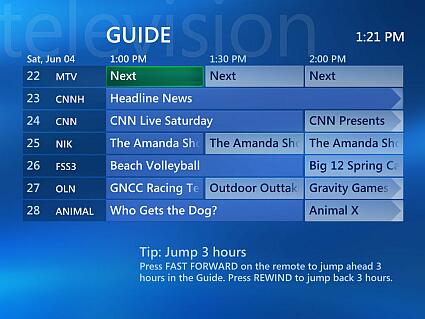 television
GUIDE 1:21 PM
Sat, Jun 04 1:00 PM 1:30 PM 2:00 PM
22 MTV Next Next Next
23 CNNH Headline News
24 CNN CNN Live Saturday CNN Presents
25 NIK The Amanda Sho The Amanda Sho The Amanda Sho
26 FSS3 Beach Volleyball Big 12 Spring Ca
27 OLN GNCC Racing Te Outdoor Outtak Gravity Games
28 ANIMAL Who Gets the Dog? Animal X
Tip: Jump 3 hours
Press FAST FORWARD on the remote to jump ahead 3
hours in the Guide. Press REWIND to jump back 3 hours.